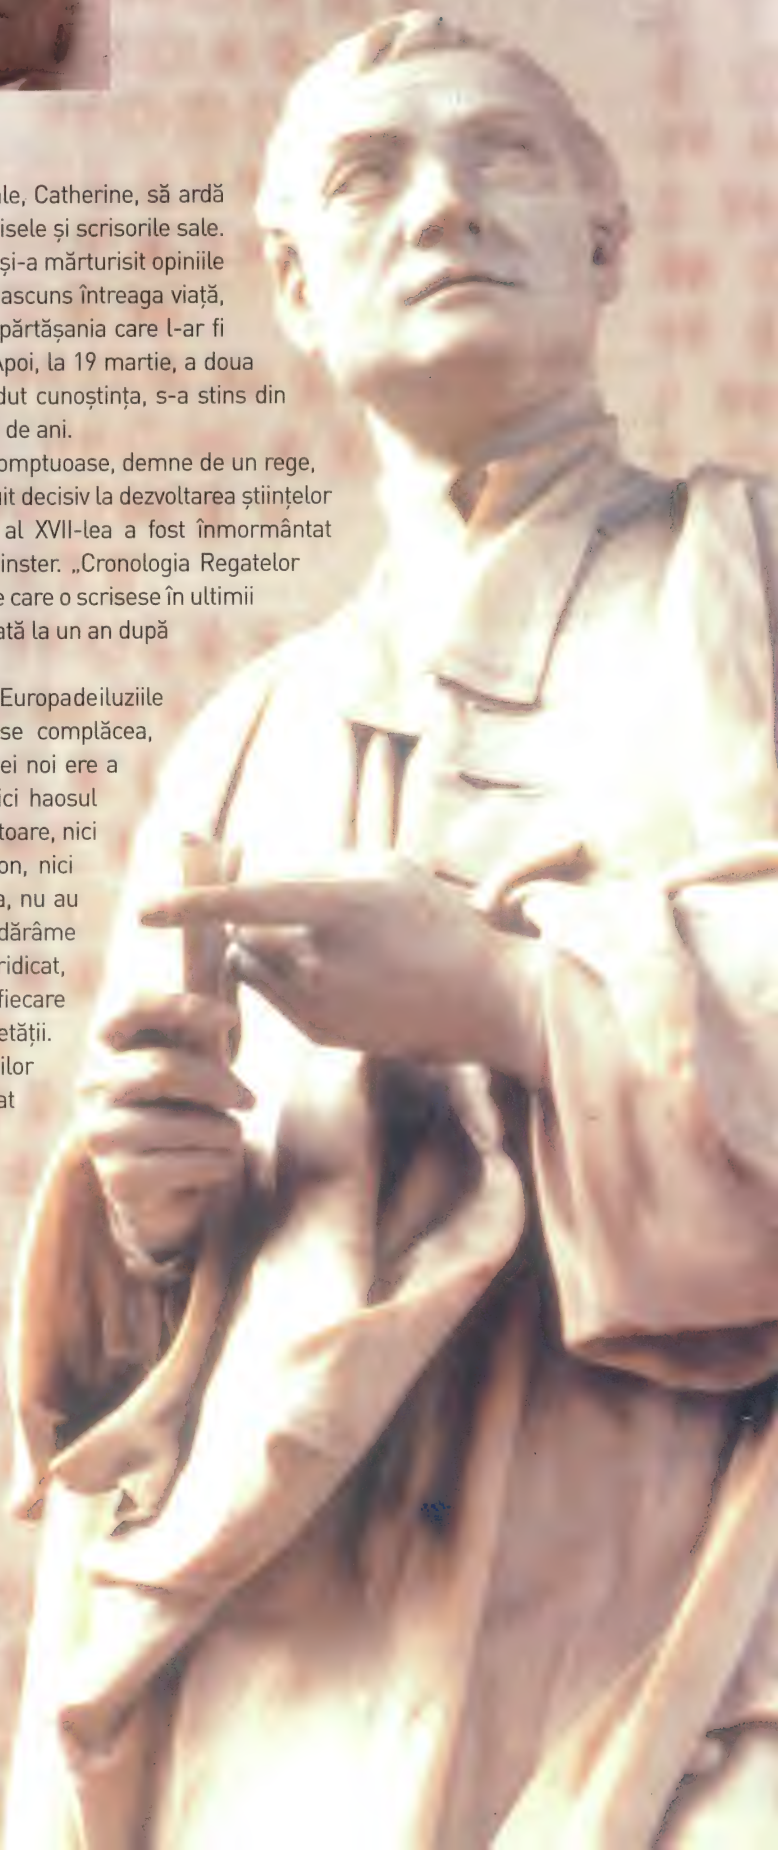 le, Catherine, să ardă
isele și scrisorile sale.
și-a mărturisit opiniile
ascuns întreaga viață,
părtășania care l-ar fi
poi, la 19 martie, a doua
dut cunoștința, s-a stins din
de ani.
omptuoase, demne de un rege,
it decisiv la dezvoltarea științelor
al XVII-lea a fost înmormântat
inster. „Cronologia Regatelor
e care o scrisese în ultimii
ată la un an după
Europadeiluziile
se complăcea,
ei noi ere a
ici haosul
toare, nici
on, nici
a, nu au
dărâme
ridicat,
fiecare
etății.
ilor
at